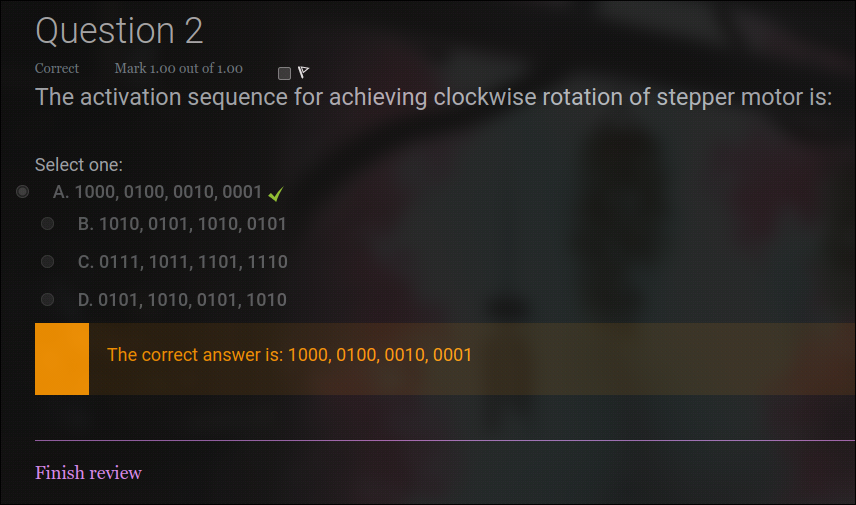 Question 2
Correct Mark 1.00 out of 1.00
The activation sequence for achieving clockwise rotation of stepper motor is:
Select one:
A. 1000, 0100, 0010, 0001
B. 1010, 0101, 1010, 0101
C. 0111, 1011, 1101, 1110
D. 0101, 1010, 0101, 1010
The correct answer is: 1000, 0100, 0010, 0001
Finish review